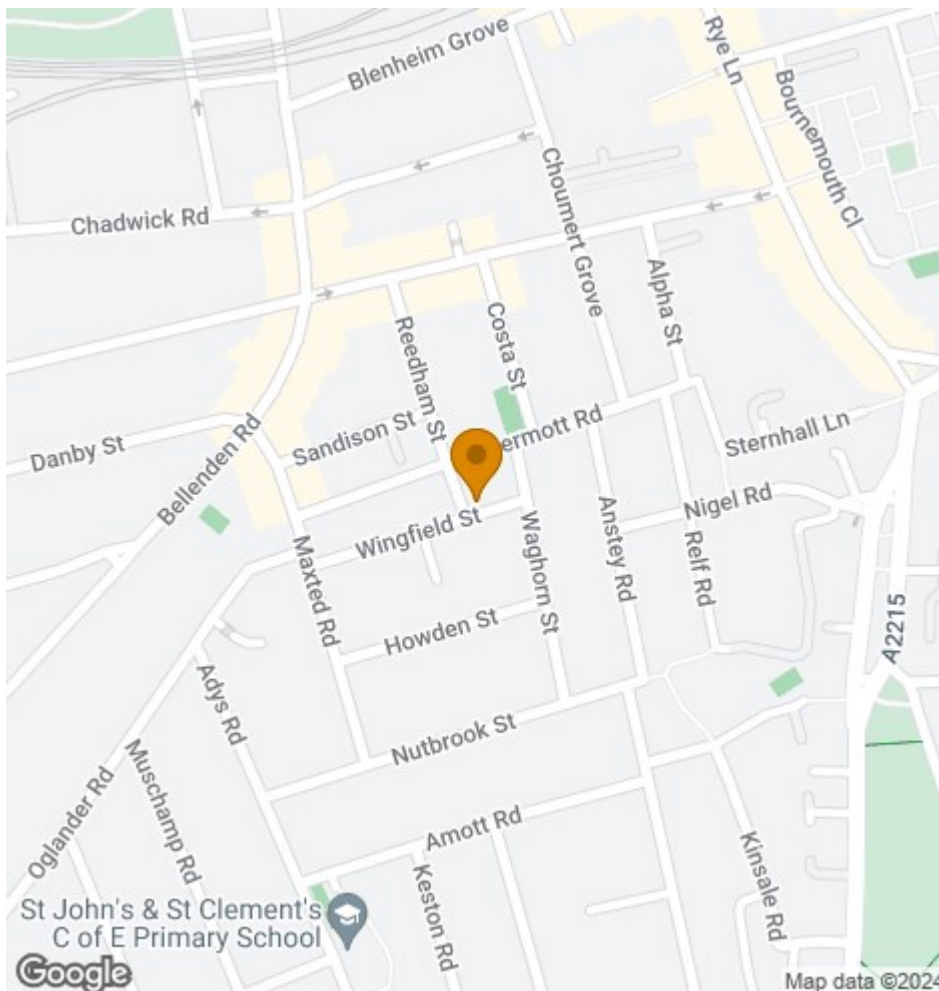 Blenheim Grove
Rye Ln
Bournemouth Cl
Chadwick Rd
Choumert Grove
Alpha St
Costa St
Reedham St
Sandison St
Danby St
Bellenden Rd
ermott Rd
Sternhall Ln
Nigel Rd
Wingfield St
Waghorn St
Anstey Rd
Relf Rd
Maxted Rd
Howden St
A2215
Adys Rd
Nutbrook St
Muschamp Rd
Oglander Rd
Amott Rd
Kinsale Rd
Keston Rd
St John's & St Clement's
C of E Primary School
Google
Map data ©2024